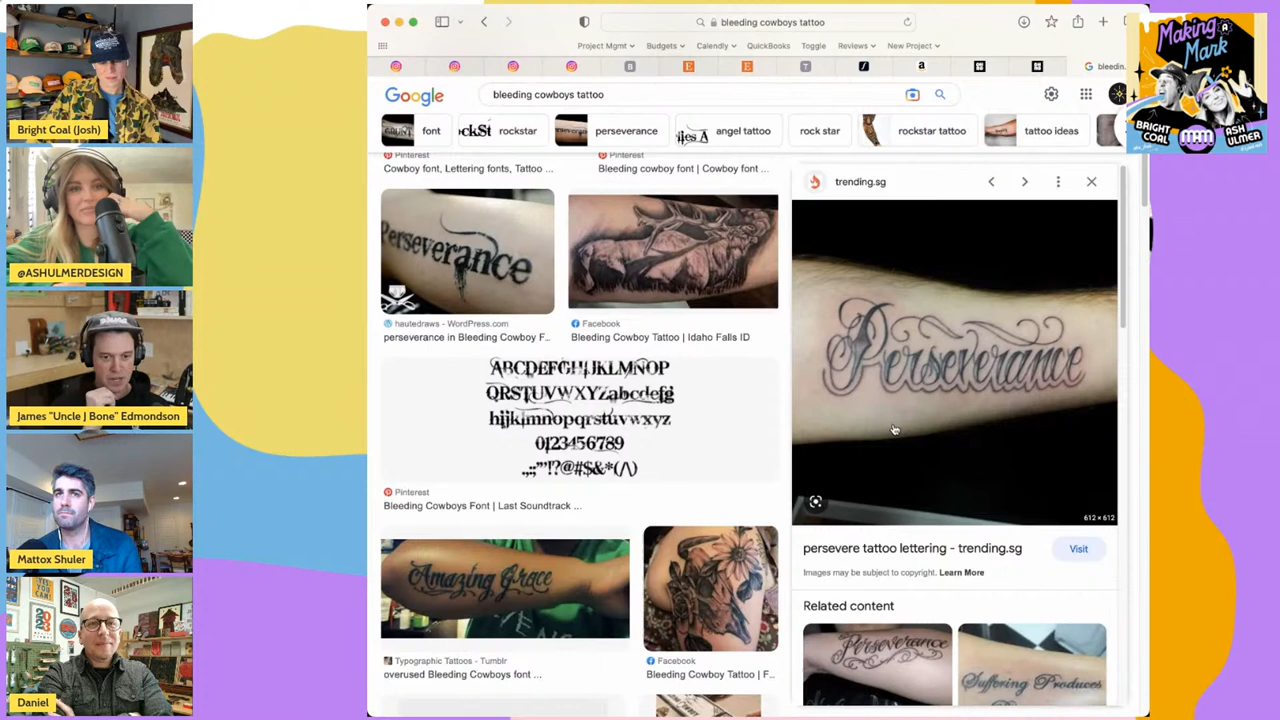 Bright Coal (Josh)
@ASHULMERDESIGN
James "Uncle J Bone" Edmondson
Mattox Shuler
Daniel
bleeding cowboys tattoo
Project Mgmt
Budgets
Calendly
QuickBooks
Toggle
Reviews
New Project
bleedin
Making
A
Mark
BRIGHT
COAL
MAM
ASH
ULMER
Google
bleeding cowboys tattoo
font
rockstar
perseverance
angel tattoo
rock star
rockstar tattoo
tattoo ideas
Pinterest
Cowboy font, Lettering fonts, Tattoo ...
Pinterest
Bleeding cowboy font | Cowboy font ...
Perseverance
hautedraws - WordPress.com
perseverance in Bleeding Cowboy F...
Facebook
Bleeding Cowboy Tattoo | Idaho Falls ID
ABCDEFGHIJKLMNOP
QRSTUVWXYZabcdefg
hijklmnopqrstuvwxyz
0123456789
.,;:'"!?@#$&*(/\)
Pinterest
Bleeding Cowboys Font | Last Soundtrack ...
Amazing Grace
Typographic Tattoos - Tumblr
overused Bleeding Cowboys font ...
Facebook
Bleeding Cowboy Tattoo | F...
trending.sg
Perseverance
612 × 612
persevere tattoo lettering - trending.sg
Visit
Images may be subject to copyright. Learn More
Related content
Perseverance
Suffering Produces